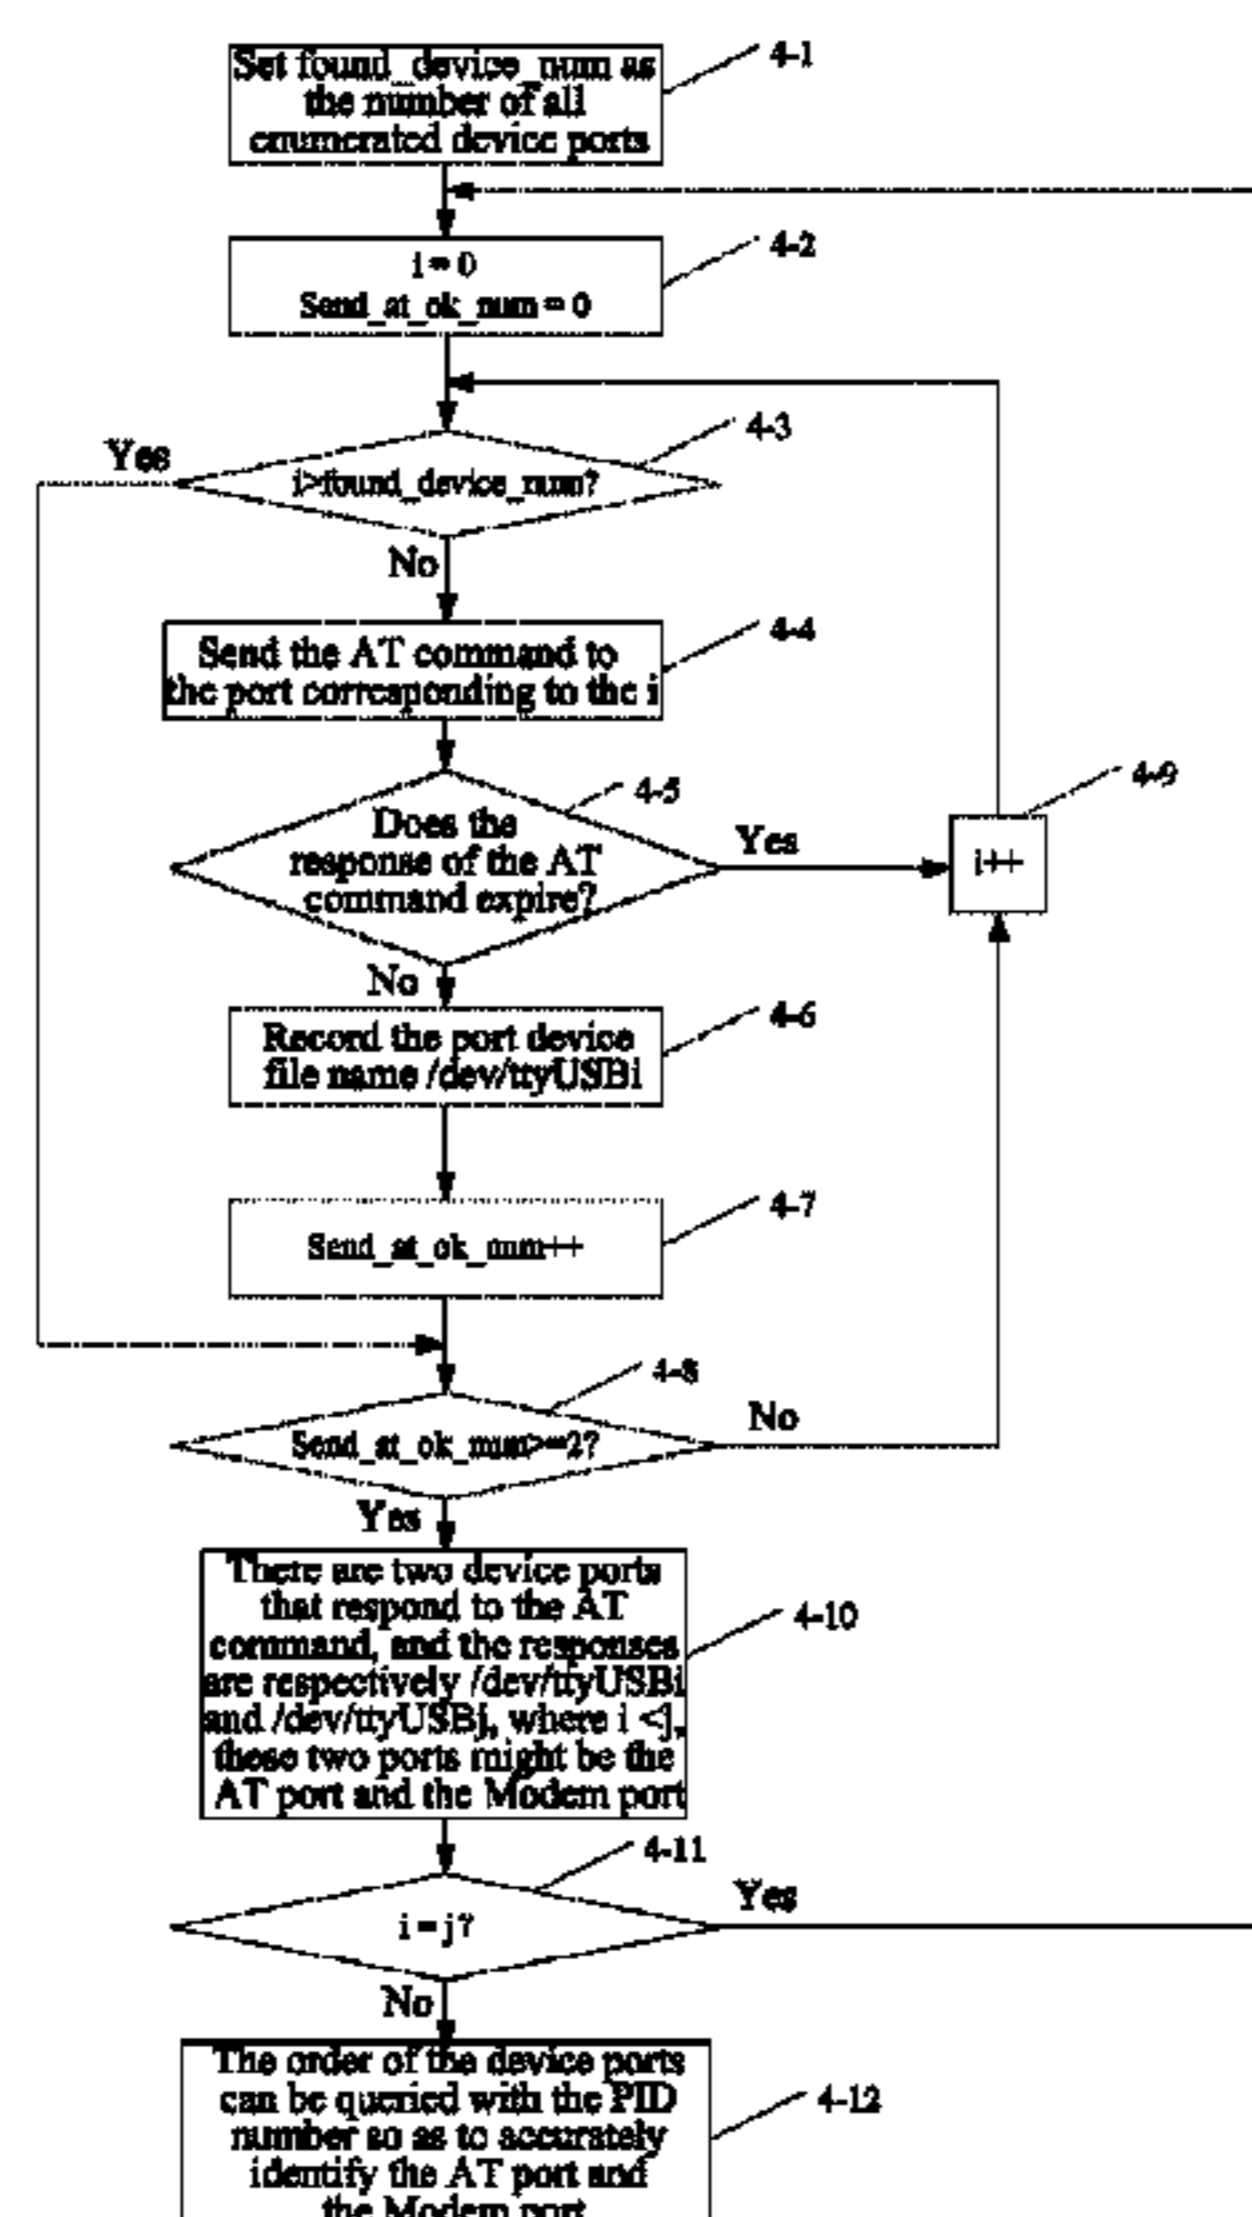 Set found_device_num as
the number of all
enumerated device ports
4-1
i = 0
Send_at_ok_num = 0
4-2
Yes
i>found_device_num?
4-3
No
Send the AT command to
the port corresponding to the i
4-4
Does the
response of the AT
command expire?
4-5
Yes
i++
4-9
No
Record the port device
file name /dev/ttyUSBi
4-6
Send_at_ok_num++
4-7
Send_at_ok_num>=2?
4-8
No
Yes
There are two device ports
that respond to the AT
command, and the responses
are respectively /dev/ttyUSBi
and /dev/ttyUSBj, where i <j,
these two ports might be the
AT port and the Modem port
4-10
i = j?
4-11
Yes
No
The order of the device ports
can be queried with the PID
number so as to accurately
identify the AT port and
the Modem port
4-12